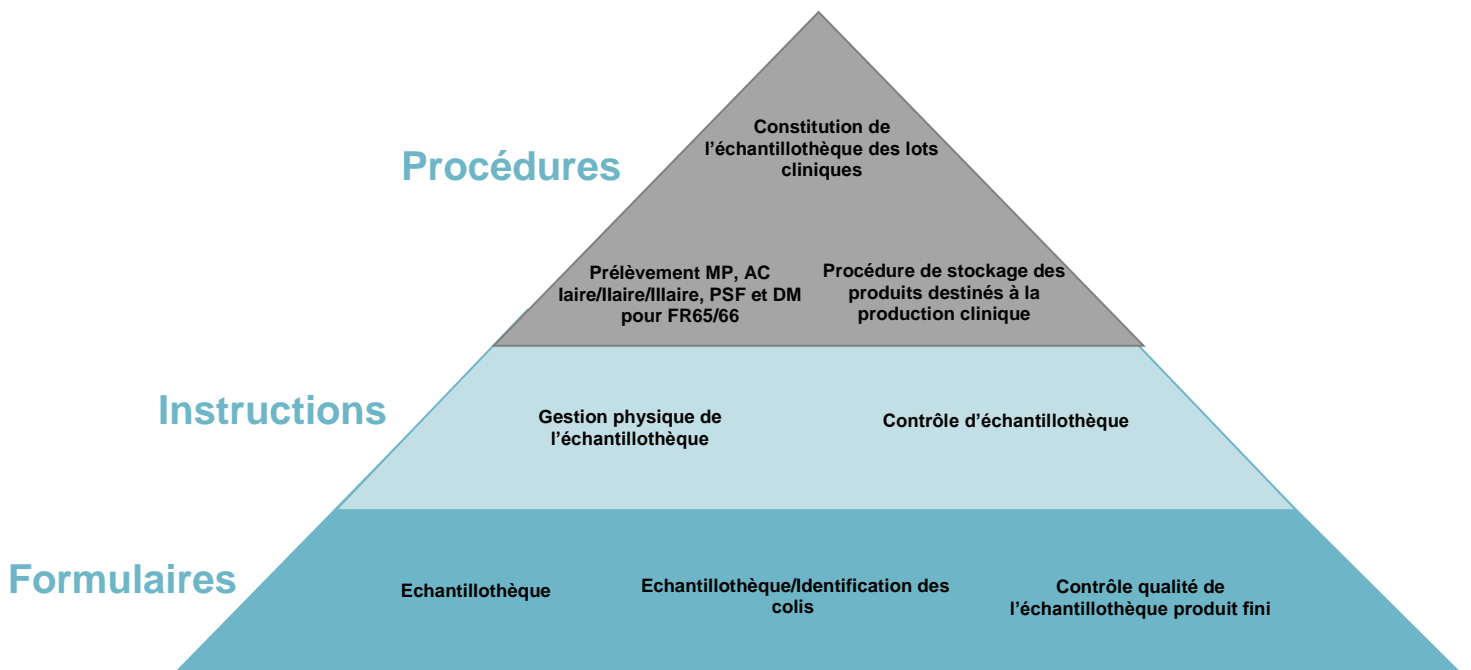 Procédures
Constitution de
l’échantillothèque des lots
cliniques
Prélèvement MP, AC
Iaire/IIaire/IIIaire, PSF et DM
pour FR65/66
Procédure de stockage des
produits destinés à la
production clinique
Instructions
Gestion physique de
l’échantillothèque
Contrôle d’échantillothèque
Formulaires
Echantillothèque
Echantillothèque/Identification des
colis
Contrôle qualité de
l’échantillothèque produit fini